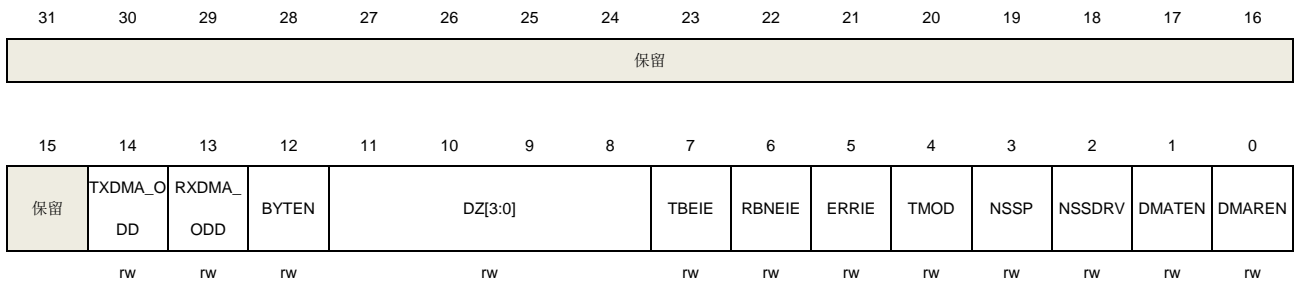 31 30 29 28 27 26 25 24 23 22 21 20 19 18 17 16
保留
15 14 13 12 11 10 9 8 7 6 5 4 3 2 1 0
保留 TXDMA_O RXDMA_ BYTEN DZ[3:0] TBEIE RBNEIE ERRIE TMOD NSSP NSSDRV DMATEN DMAREN
DD ODD
rw rw rw rw rw rw rw rw rw rw rw rw